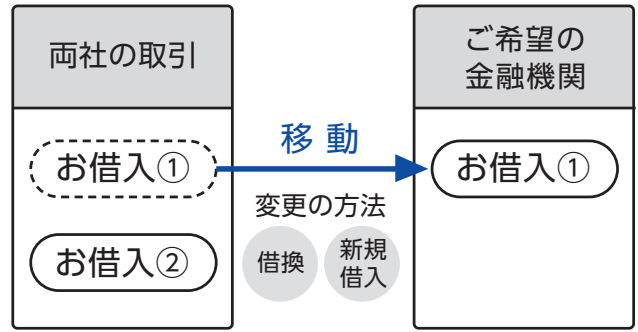 両社の取引
ご希望の
金融機関
お借入①
移動
お借入①
変更の方法
お借入②
借換
新規
借入